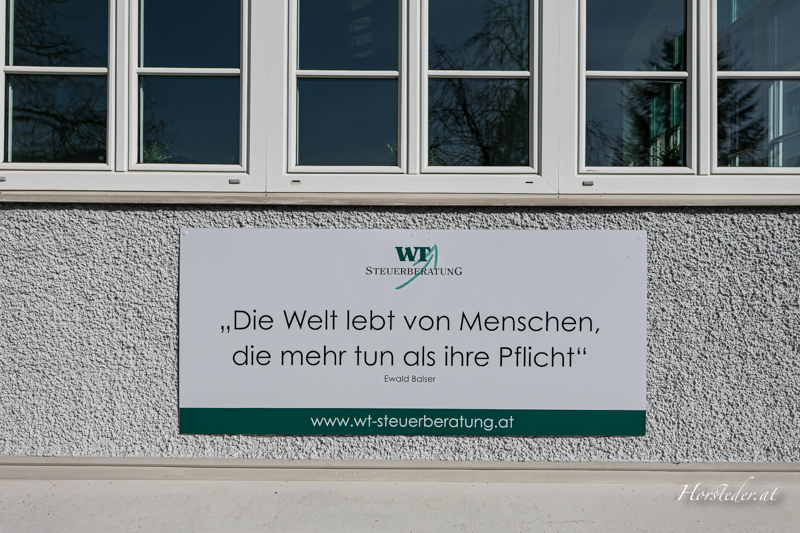 WT
STEUERBERATUNG
„Die Welt lebt von Menschen,
die mehr tun als ihre Pflicht“
Ewald Balser
www.wt-steuerberatung.at
Horsteder.at